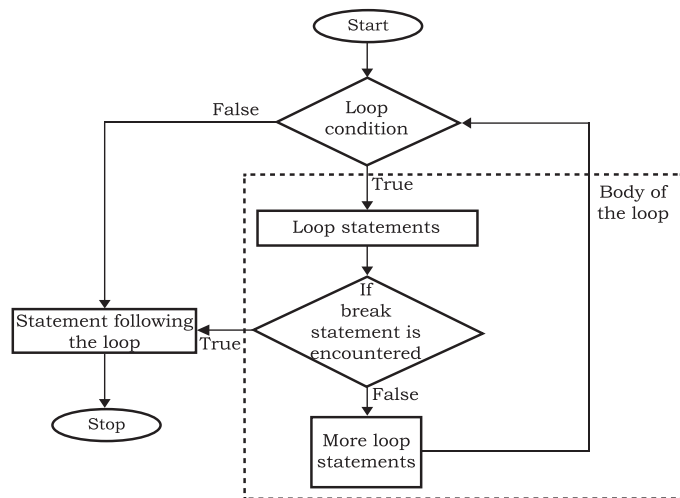 Start
Loop
condition
False
True
Body of
the loop
Loop statements
If
break
statement is
encountered
Statement following
the loop
True
False
Stop
More loop
statements